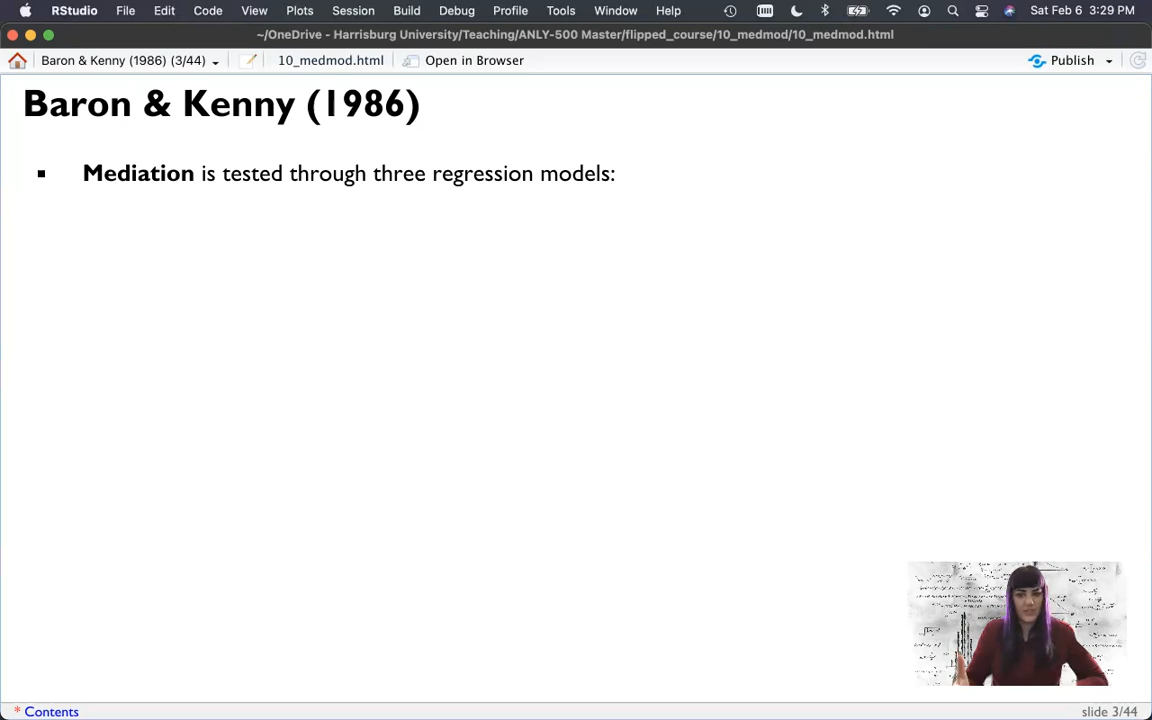 RStudio File Edit Code View Plots Session Build Debug Profile Tools Window Help Sat Feb 6 3:29 PM
~/OneDrive - Harrisburg University/Teaching/ANLY-500 Master/flipped_course/10_medmod/10_medmod.html
Baron & Kenny (1986) (3/44) 10_medmod.html Open in Browser Publish
Baron & Kenny (1986)
▪ Mediation is tested through three regression models:
* Contents slide 3/44